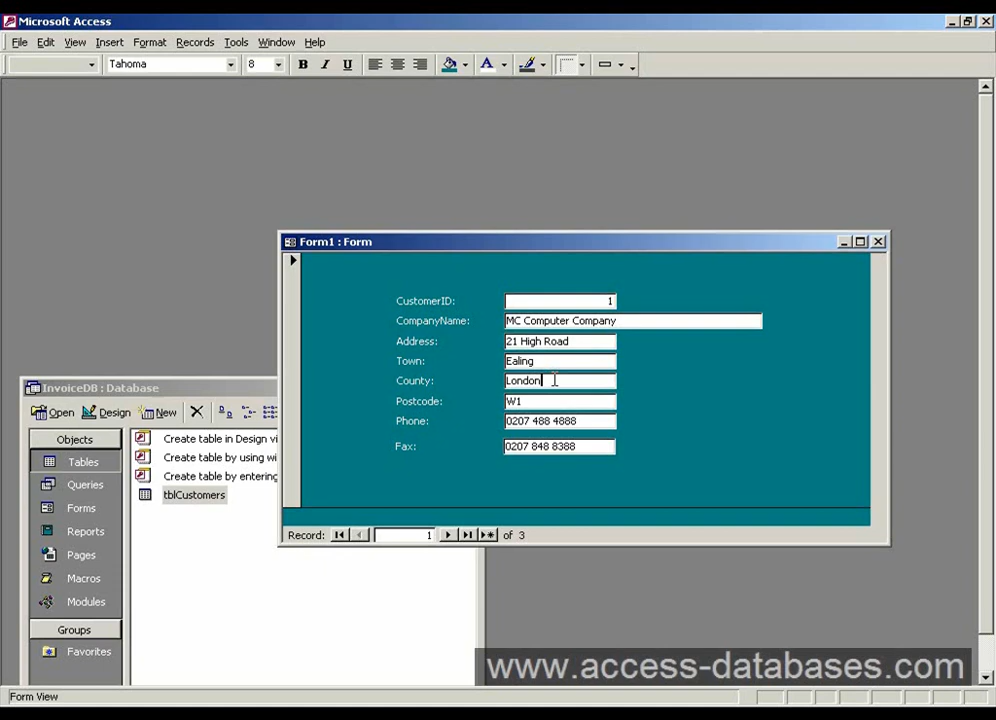 Microsoft Access
File Edit View Insert Format Records Tools Window Help
Tahoma 8 B I U A
Form1 : Form
CustomerID: 1
CompanyName: MC Computer Company
Address: 21 High Road
Town: Ealing
County: London
Postcode: W1
Phone: 0207 488 4888
Fax: 0207 848 8388
Record: 1 of 3
InvoiceDB : Database
Open Design New
Objects
Tables
Queries
Forms
Reports
Pages
Macros
Modules
Groups
Favorites
Create table in Design vi
Create table by using wi
Create table by entering
tblCustomers
www.access-databases.com
Form View